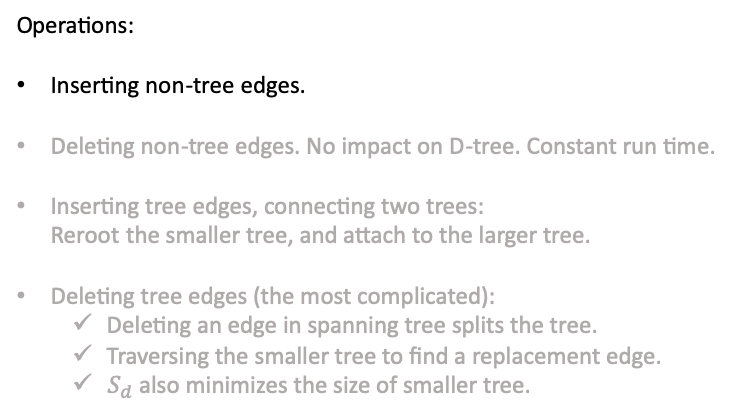 Operations:
• Inserting non-tree edges.
• Deleting non-tree edges. No impact on D-tree. Constant run time.
• Inserting tree edges, connecting two trees:
Reroot the smaller tree, and attach to the larger tree.
• Deleting tree edges (the most complicated):
✓ Deleting an edge in spanning tree splits the tree.
✓ Traversing the smaller tree to find a replacement edge.
✓ S_d also minimizes the size of smaller tree.